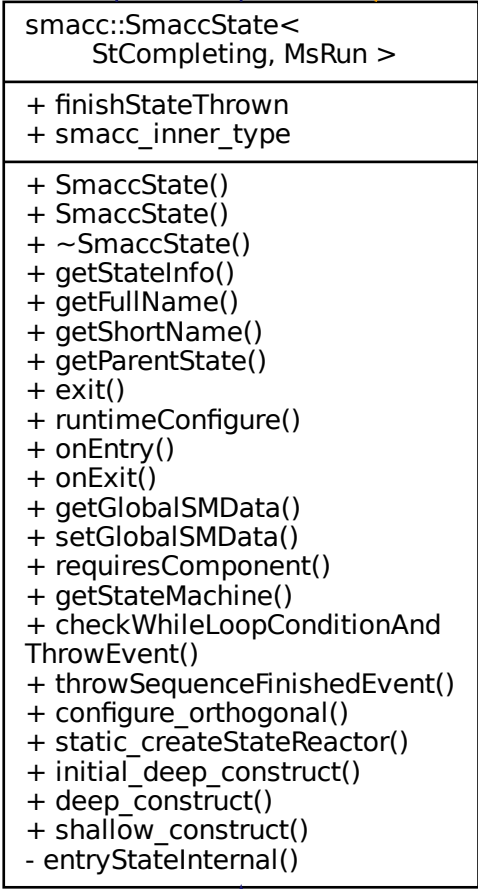 smacc::SmaccState<
StCompleting, MsRun >
+ finishStateThrown
+ smacc_inner_type
+ SmaccState()
+ SmaccState()
+ ~SmaccState()
+ getStateInfo()
+ getFullName()
+ getShortName()
+ getParentState()
+ exit()
+ runtimeConfigure()
+ onEntry()
+ onExit()
+ getGlobalSMData()
+ setGlobalSMData()
+ requiresComponent()
+ getStateMachine()
+ checkWhileLoopConditionAnd
ThrowEvent()
+ throwSequenceFinishedEvent()
+ configure_orthogonal()
+ static_createStateReactor()
+ initial_deep_construct()
+ deep_construct()
+ shallow_construct()
- entryStateInternal()